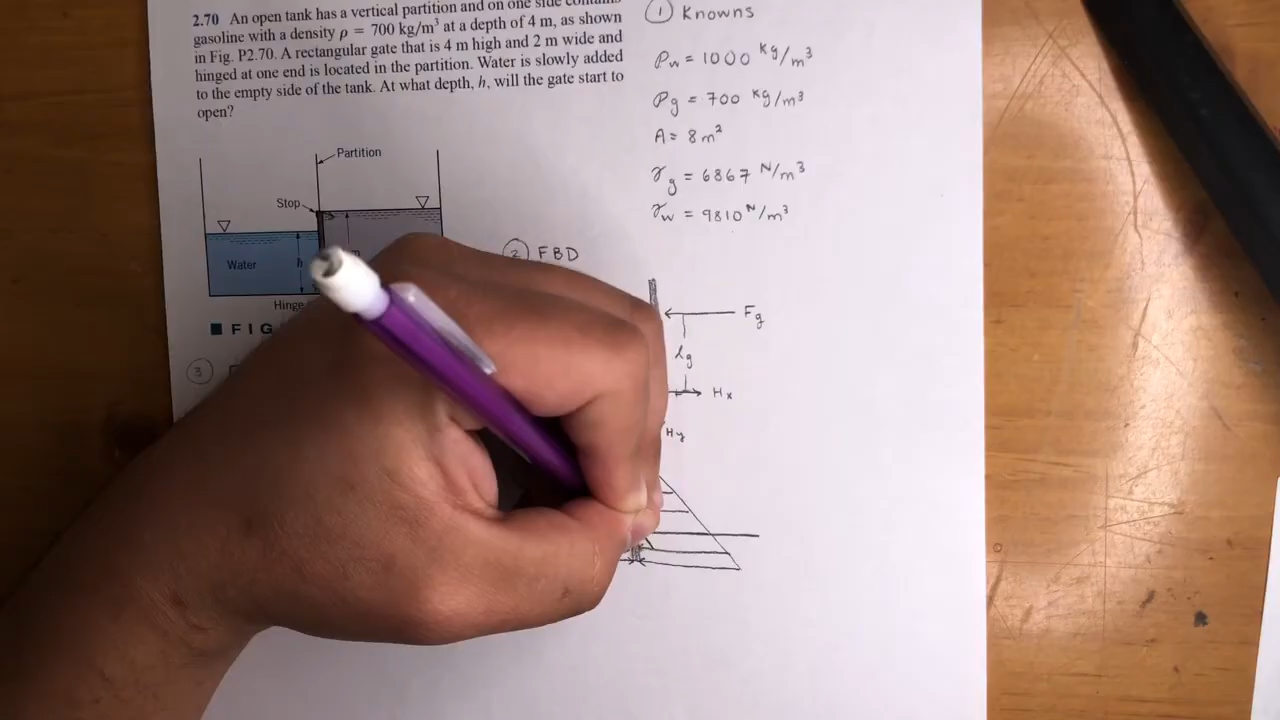 2.70 An open tank has a vertical partition and on one side contains
gasoline with a density ρ = 700 kg/m³ at a depth of 4 m, as shown
in Fig. P2.70. A rectangular gate that is 4 m high and 2 m wide and
hinged at one end is located in the partition. Water is slowly added
to the empty side of the tank. At what depth, h, will the gate start to
open?
Partition
Stop
Water
h
Hinge
■ FIG
3
1 Knowns
ρw = 1000 kg/m³
ρg = 700 kg/m³
A = 8 m²
γg = 6867 N/m³
γw = 9810 N/m³
2 FBD
Fg
lg
Hx
Hy